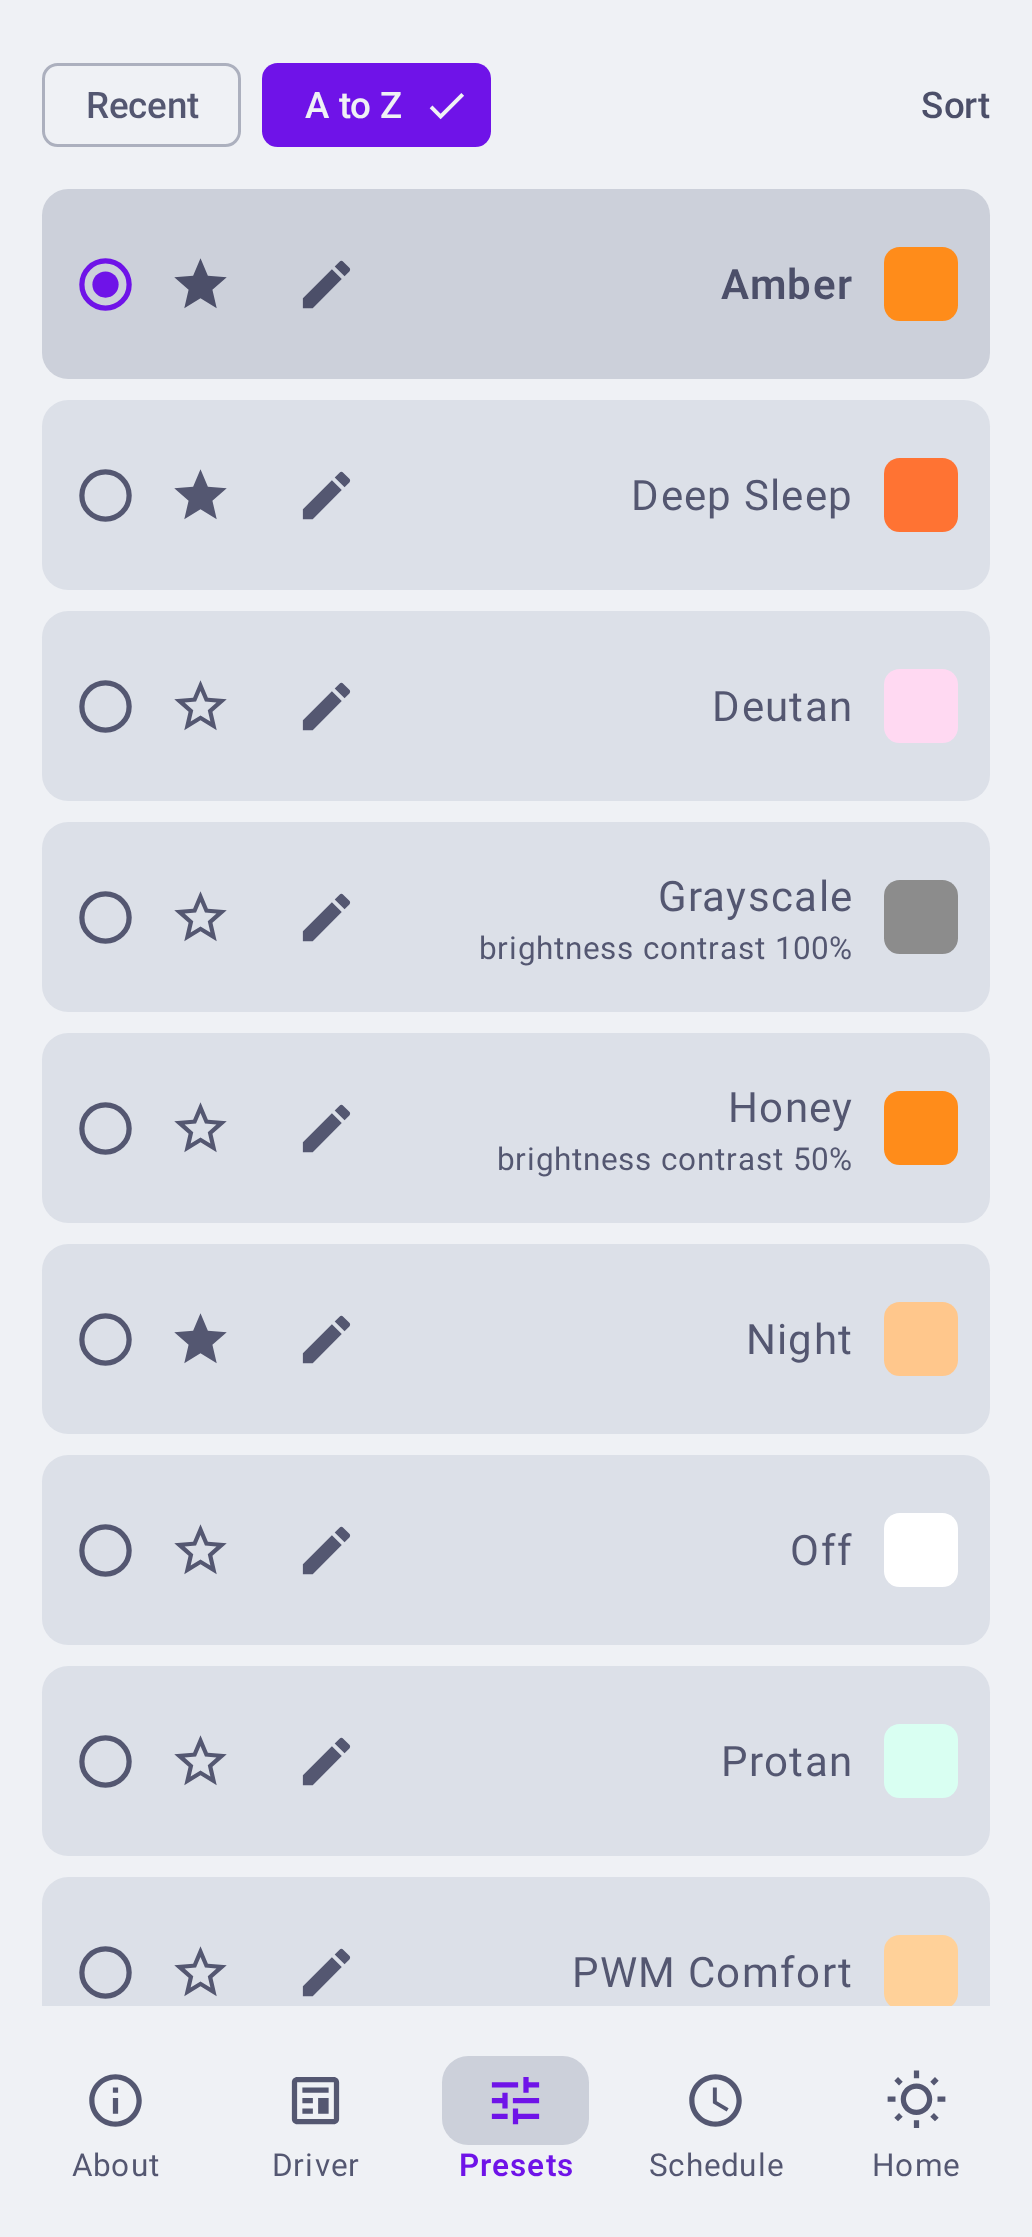 Recent
A to Z
Sort
Amber
Deep Sleep
Deutan
Grayscale
brightness contrast 100%
Honey
brightness contrast 50%
Night
Off
Protan
PWM Comfort
About
Driver
Presets
Schedule
Home